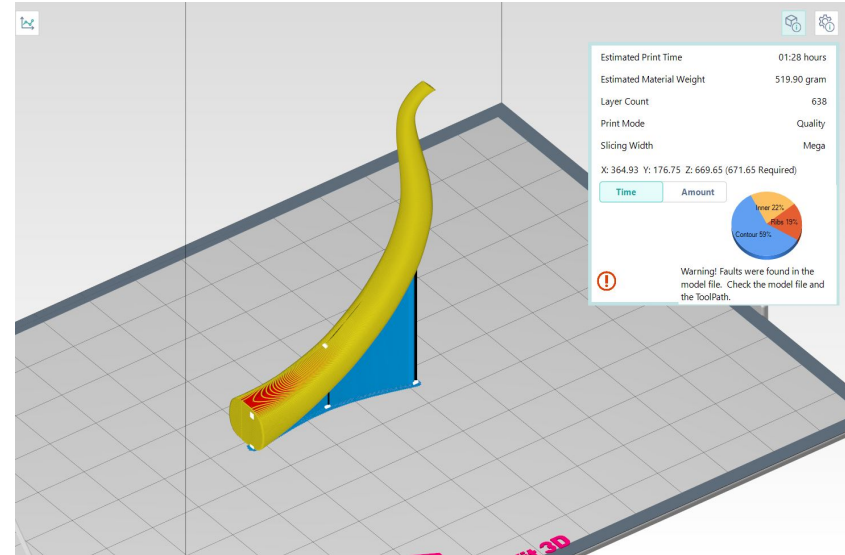 Estimated Print Time 01:28 hours
Estimated Material Weight 519.90 gram
Layer Count 638
Print Mode Quality
Slicing Width Mega
X: 364.93 Y: 176.75 Z: 669.65 (671.65 Required)
Time Amount
Inner 22%
Ribs 19%
Contour 59%
Warning! Faults were found in the
model file. Check the model file and
the ToolPath.
3D